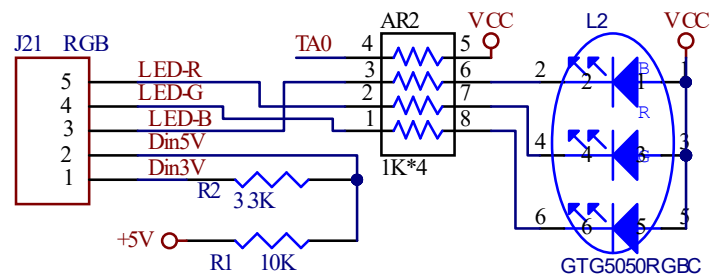 J21 RGB
5 LED-R
4 LED-G
3 LED-B
2 Din5V
1 Din3V
R2
3 3K
+5V
R1 10K
AR2
TA0 4 5 VCC
3 6
2 7
1 8
1K*4
L2
VCC
2 2 B 1 1
R
4 4 3 G 3
6 6 5 5
GTG5050RGBC